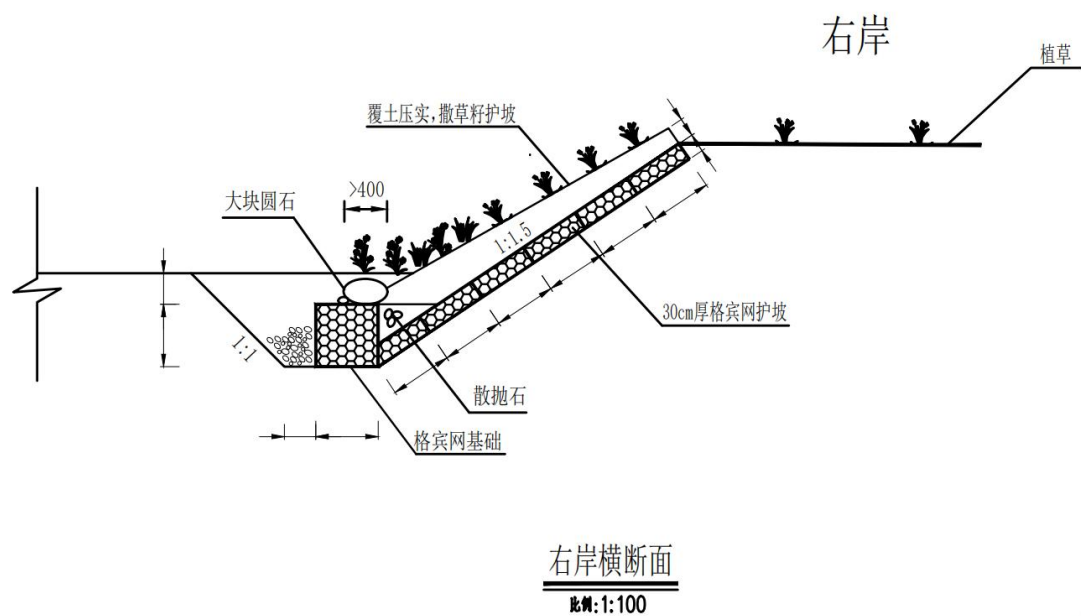 右岸
植草
覆土压实,撒草籽护坡
>400
大块圆石
1:1.5
30cm厚格宾网护坡
1:1
散抛石
格宾网基础
右岸横断面
比例:1:100